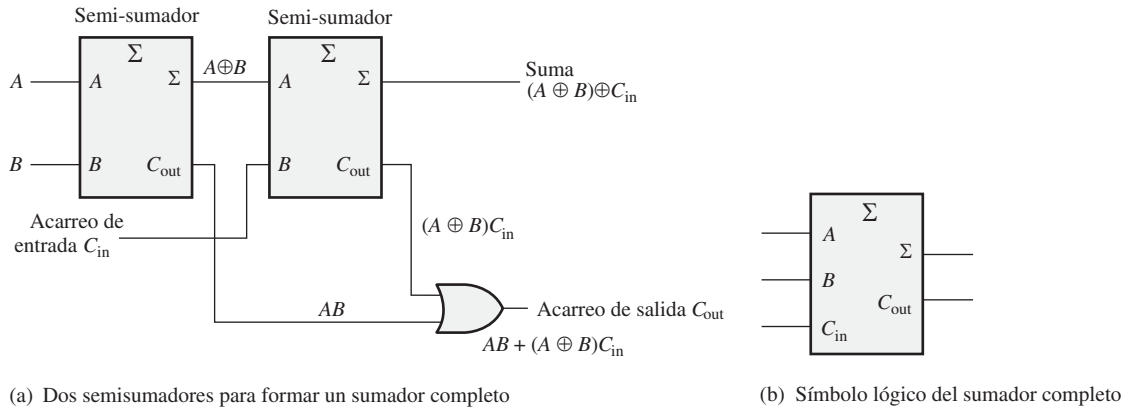 Semi-sumador
Semi-sumador
Σ
Σ
A
A
Σ
A⊕B
A
Σ
Suma
(A ⊕ B)⊕C_in
B
B
C_out
B
C_out
Acarreo de
entrada C_in
(A ⊕ B)C_in
AB
Acarreo de salida C_out
AB + (A ⊕ B)C_in
Σ
A
Σ
B
C_out
C_in
(a) Dos semisumadores para formar un sumador completo
(b) Símbolo lógico del sumador completo